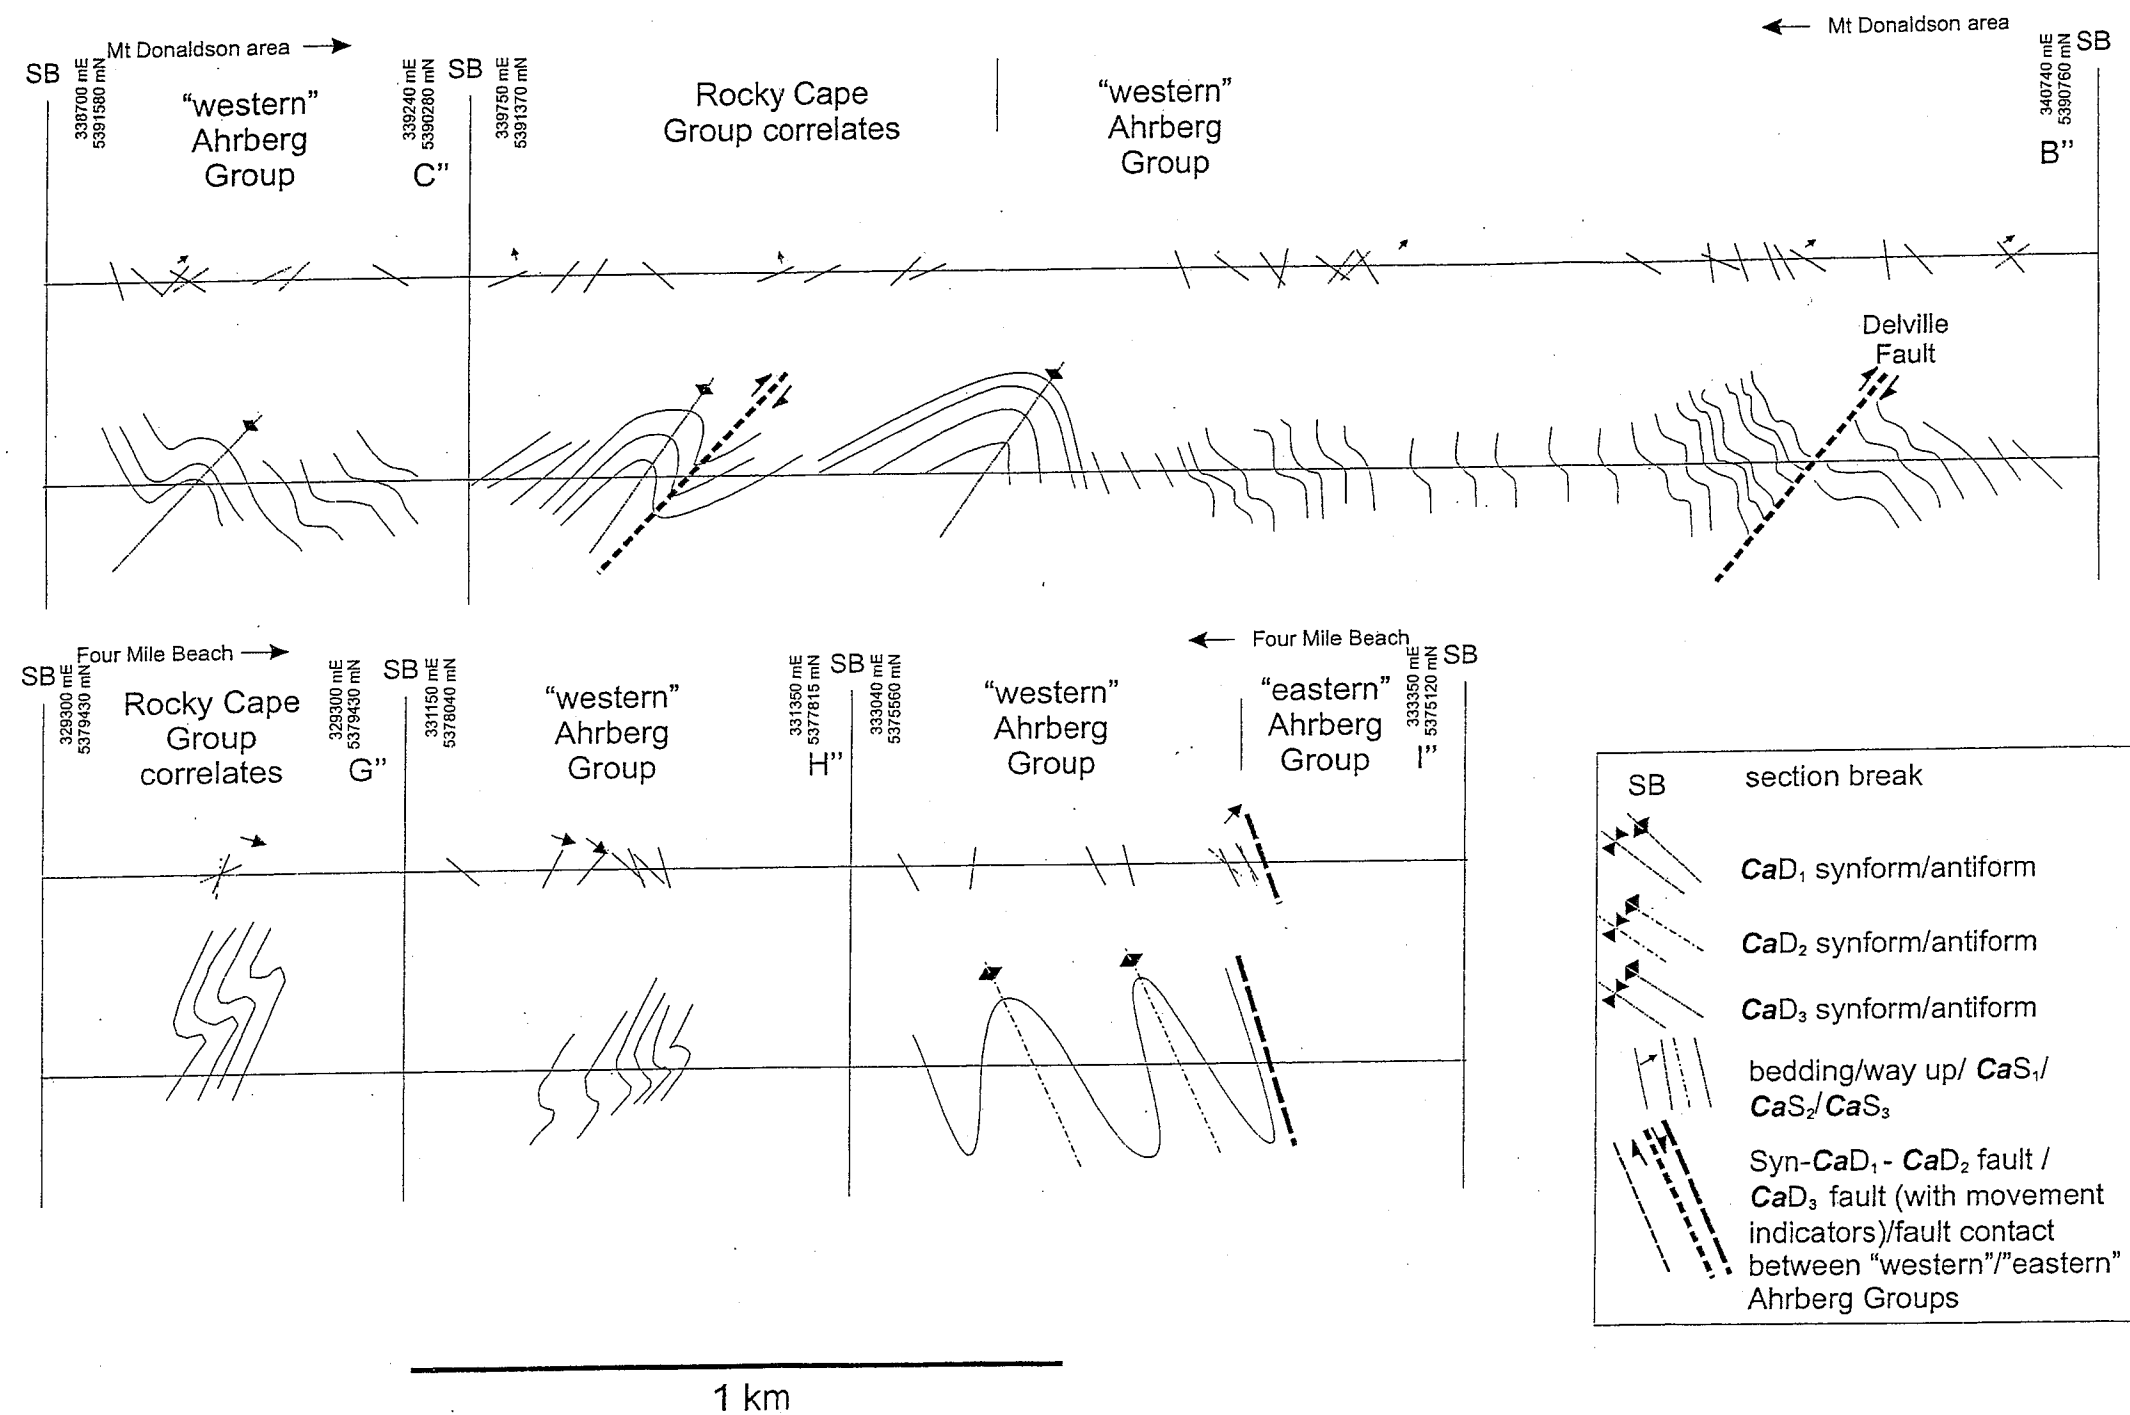 Mt Donaldson area
Mt Donaldson area
SB
338700 mE
5391580 mN
"western"
Ahrberg
Group
339240 mE
5390280 mN
C"
SB
339750 mE
5391370 mN
Rocky Cape
Group correlates
"western"
Ahrberg
Group
340740 mE
5390760 mN
B"
SB
Delville
Fault
Four Mile Beach
Four Mile Beach
SB
329300 mE
5379430 mN
Rocky Cape
Group
correlates
329300 mE
5379430 mN
G"
SB
331150 mE
5378040 mN
"western"
Ahrberg
Group
331350 mE
5377815 mN
H"
SB
333040 mE
5375560 mN
"western"
Ahrberg
Group
"eastern"
Ahrberg
Group
333350 mE
5375120 mN
I"
SB
SB section break
CaD₁ synform/antiform
CaD₂ synform/antiform
CaD₃ synform/antiform
bedding/way up/ CaS₁/
CaS₂/CaS₃
Syn-CaD₁ - CaD₂ fault /
CaD₃ fault (with movement
indicators)/fault contact
between "western"/"eastern"
Ahrberg Groups
1 km